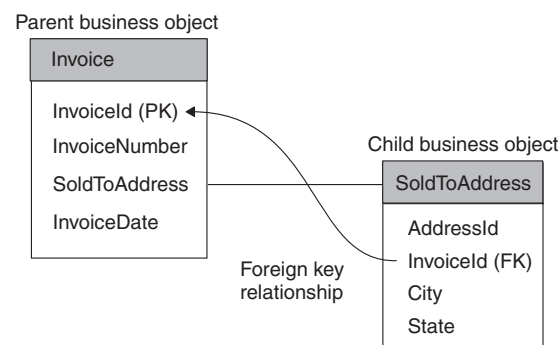 Parent business object
Invoice
InvoiceId (PK)
InvoiceNumber
SoldToAddress
InvoiceDate
Child business object
SoldToAddress
AddressId
InvoiceId (FK)
City
State
Foreign key
relationship